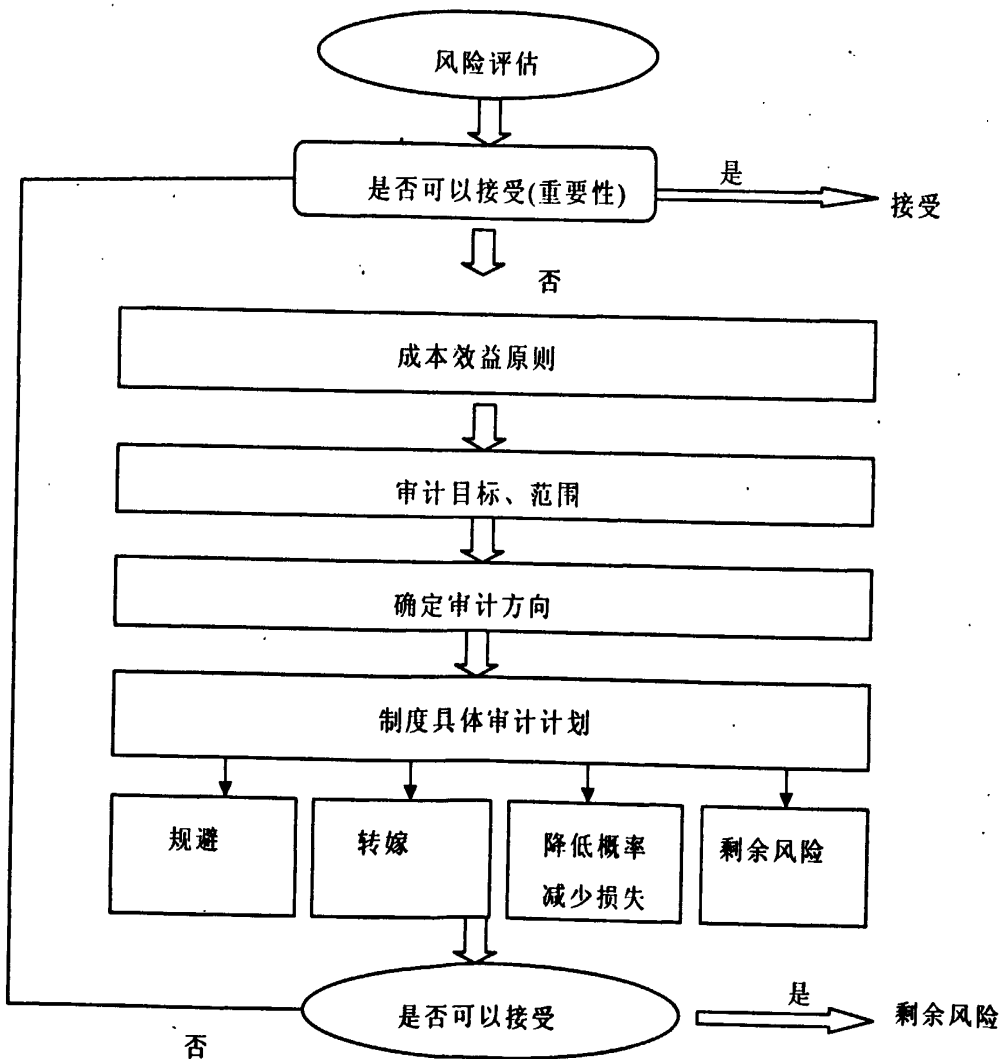 风险评估
是否可以接受(重要性)
是
接受
否
成本效益原则
审计目标、范围
确定审计方向
制度具体审计计划
规避
转嫁
降低概率
减少损失
剩余风险
是否可以接受
是
剩余风险
否